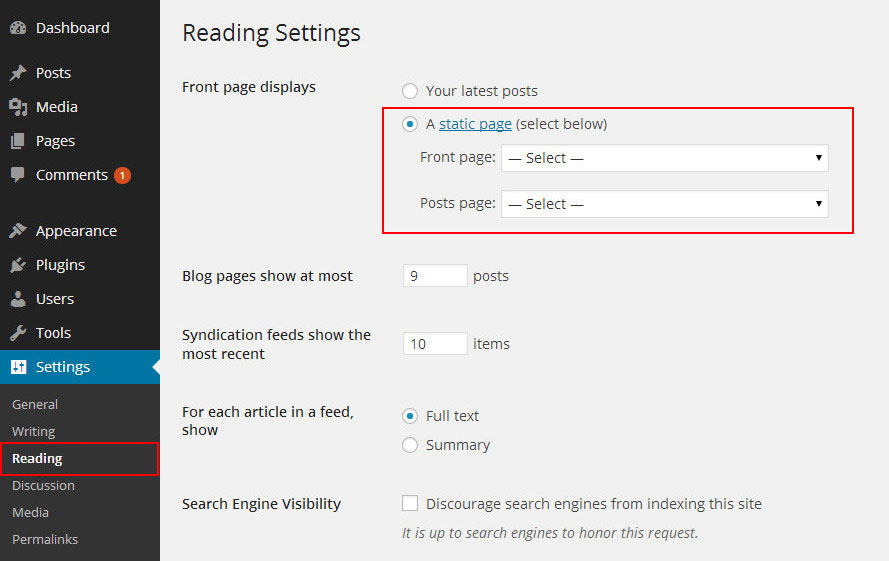 Dashboard
Posts
Media
Pages
Comments 1
Appearance
Plugins
Users
Tools
Settings
General
Writing
Reading
Discussion
Media
Permalinks
Reading Settings
Front page displays
Your latest posts
A static page (select below)
Front page: — Select —
Posts page: — Select —
Blog pages show at most 9 posts
Syndication feeds show the
most recent
10 items
For each article in a feed,
show
Full text
Summary
Search Engine Visibility
Discourage search engines from indexing this site
It is up to search engines to honor this request.